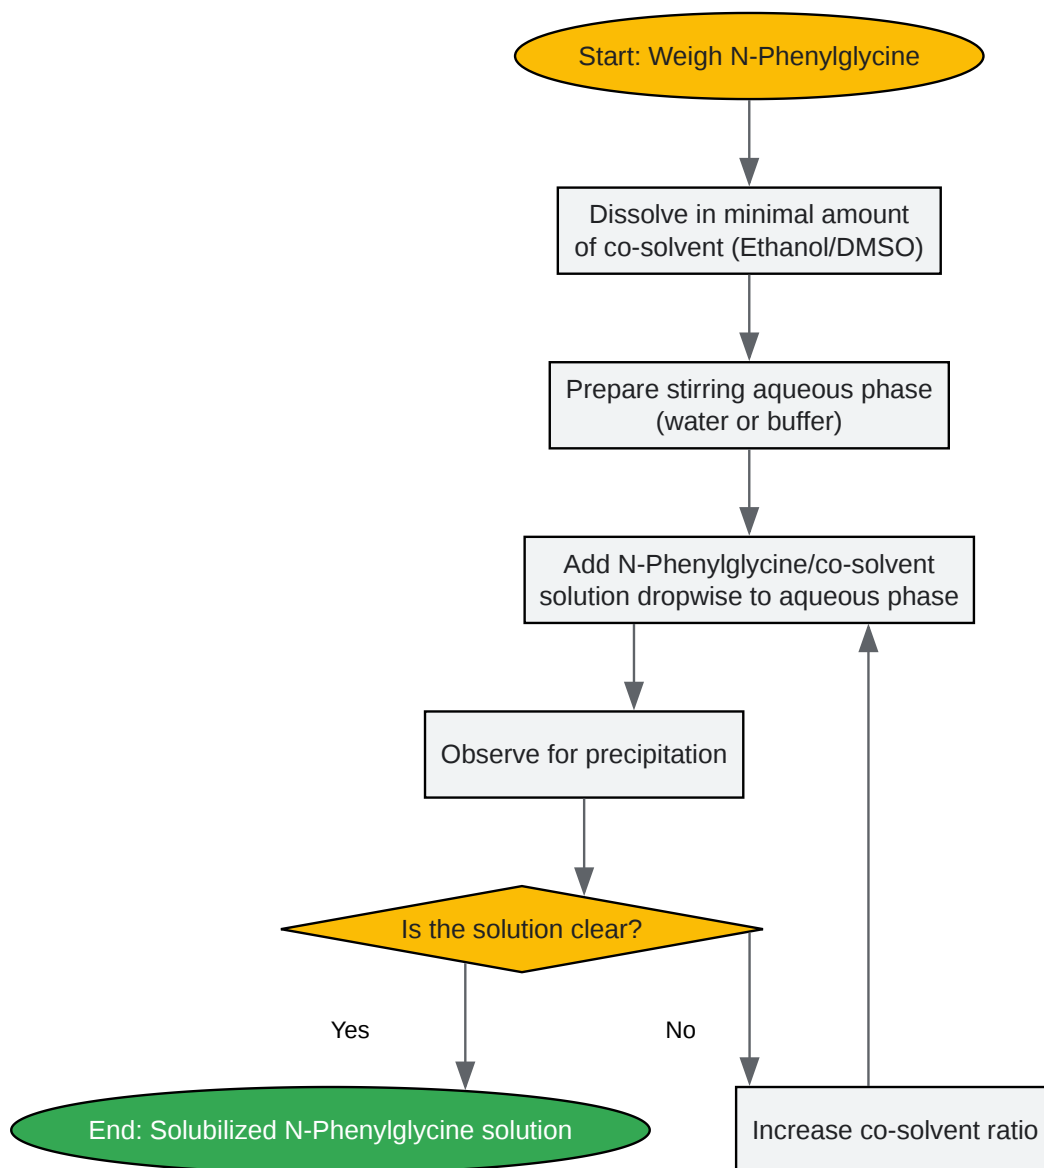 Start: Weigh N-Phenylglycine
Dissolve in minimal amount
of co-solvent (Ethanol/DMSO)
Prepare stirring aqueous phase
(water or buffer)
Add N-Phenylglycine/co-solvent
solution dropwise to aqueous phase
Observe for precipitation
Is the solution clear?
Yes
No
End: Solubilized N-Phenylglycine solution
Increase co-solvent ratio